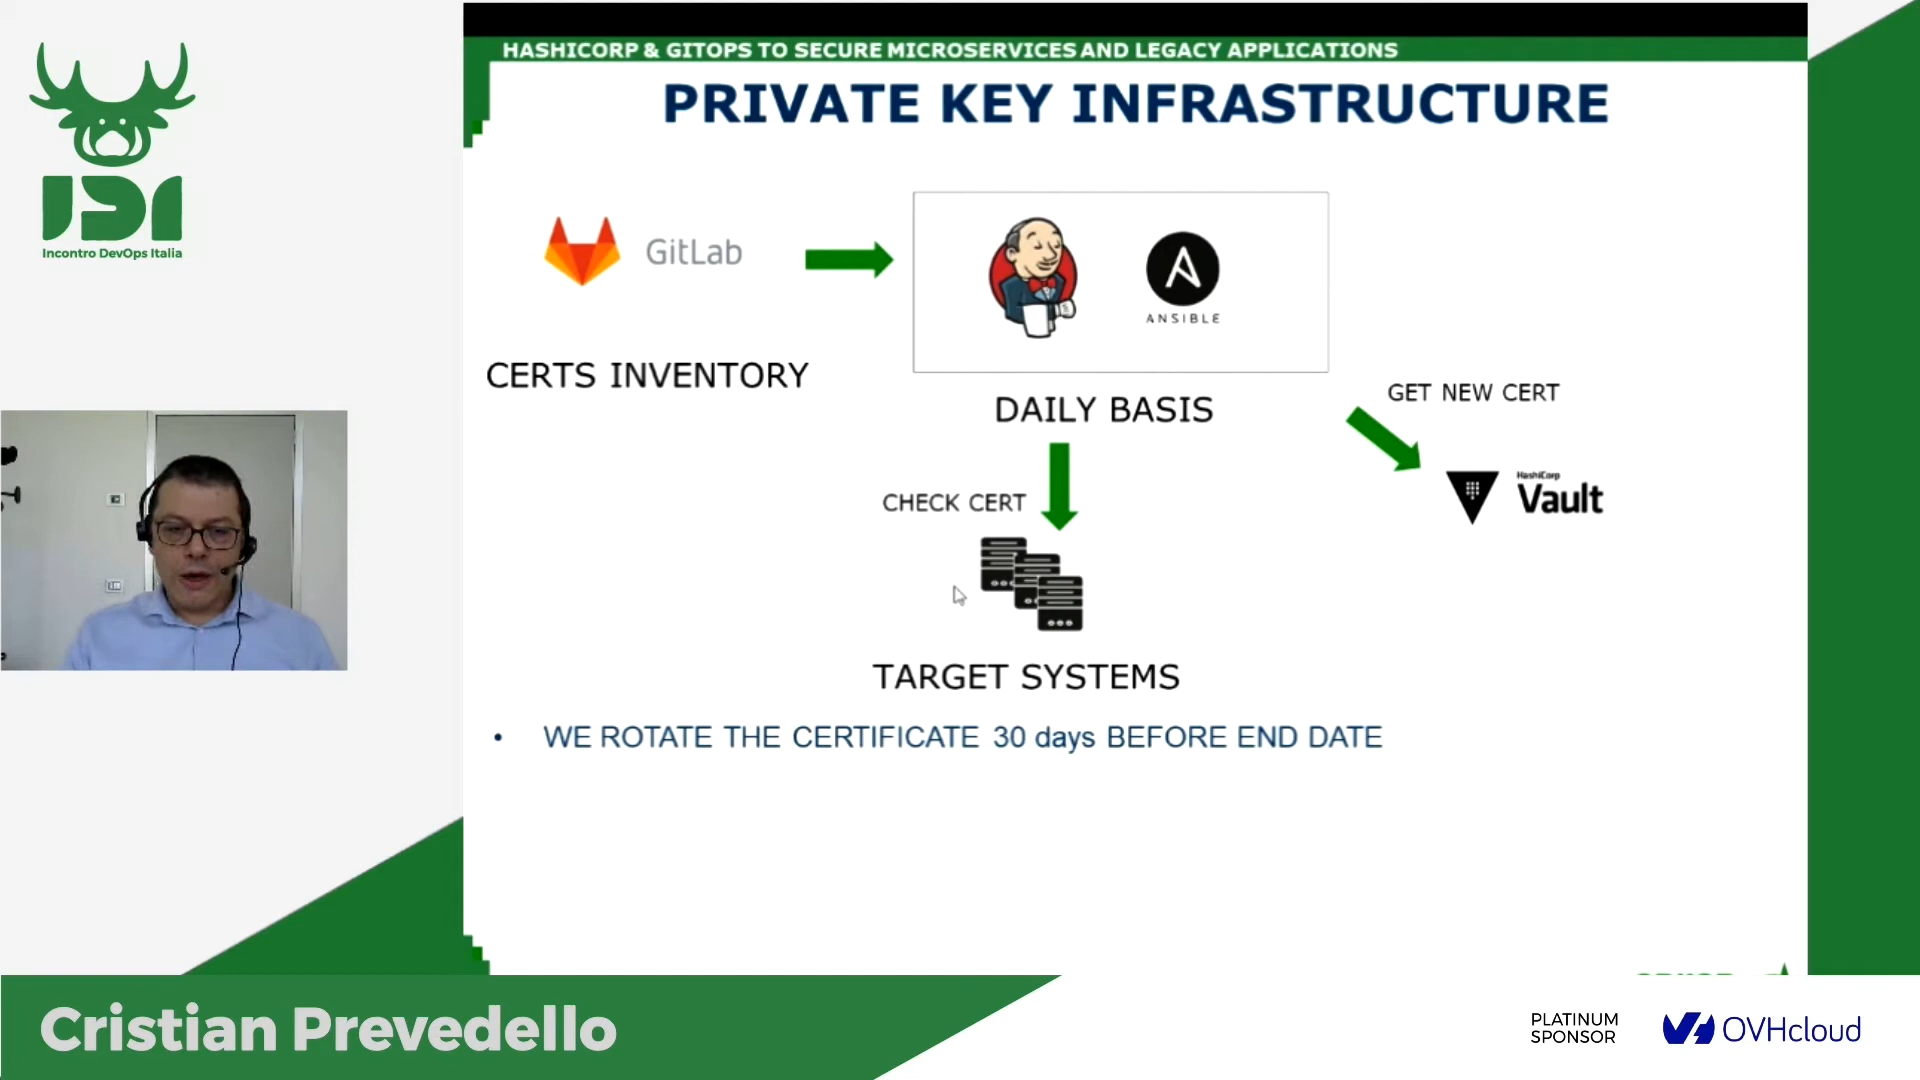 HASHICORP & GITOPS TO SECURE MICROSERVICES AND LEGACY APPLICATIONS
PRIVATE KEY INFRASTRUCTURE
IDI
Incontro DevOps Italia
GitLab
ANSIBLE
CERTS INVENTORY
DAILY BASIS
GET NEW CERT
HashiCorp
Vault
CHECK CERT
TARGET SYSTEMS
• WE ROTATE THE CERTIFICATE 30 days BEFORE END DATE
Cristian Prevedello
PLATINUM
SPONSOR
OVHcloud